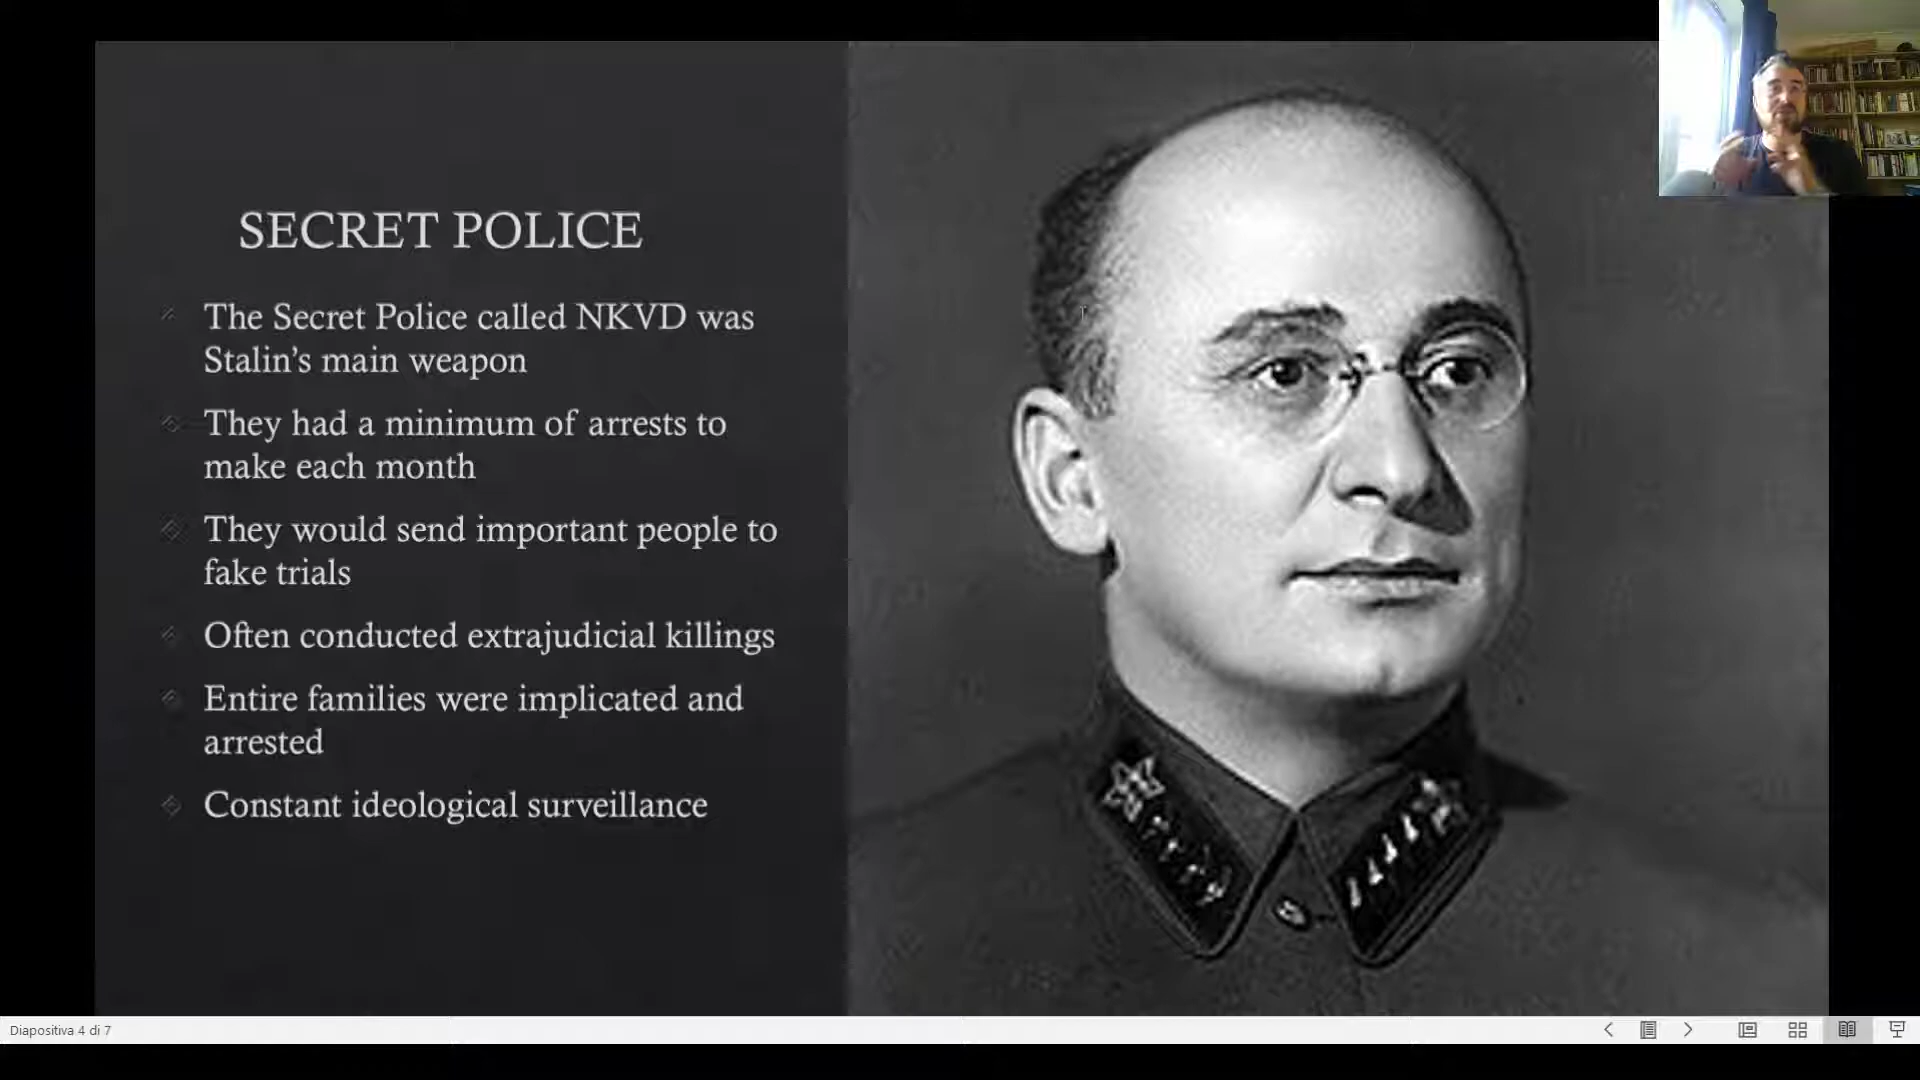 SECRET POLICE
The Secret Police called NKVD was
Stalin’s main weapon
They had a minimum of arrests to
make each month
They would send important people to
fake trials
Often conducted extrajudicial killings
Entire families were implicated and
arrested
Constant ideological surveillance
Diapositiva 4 di 7